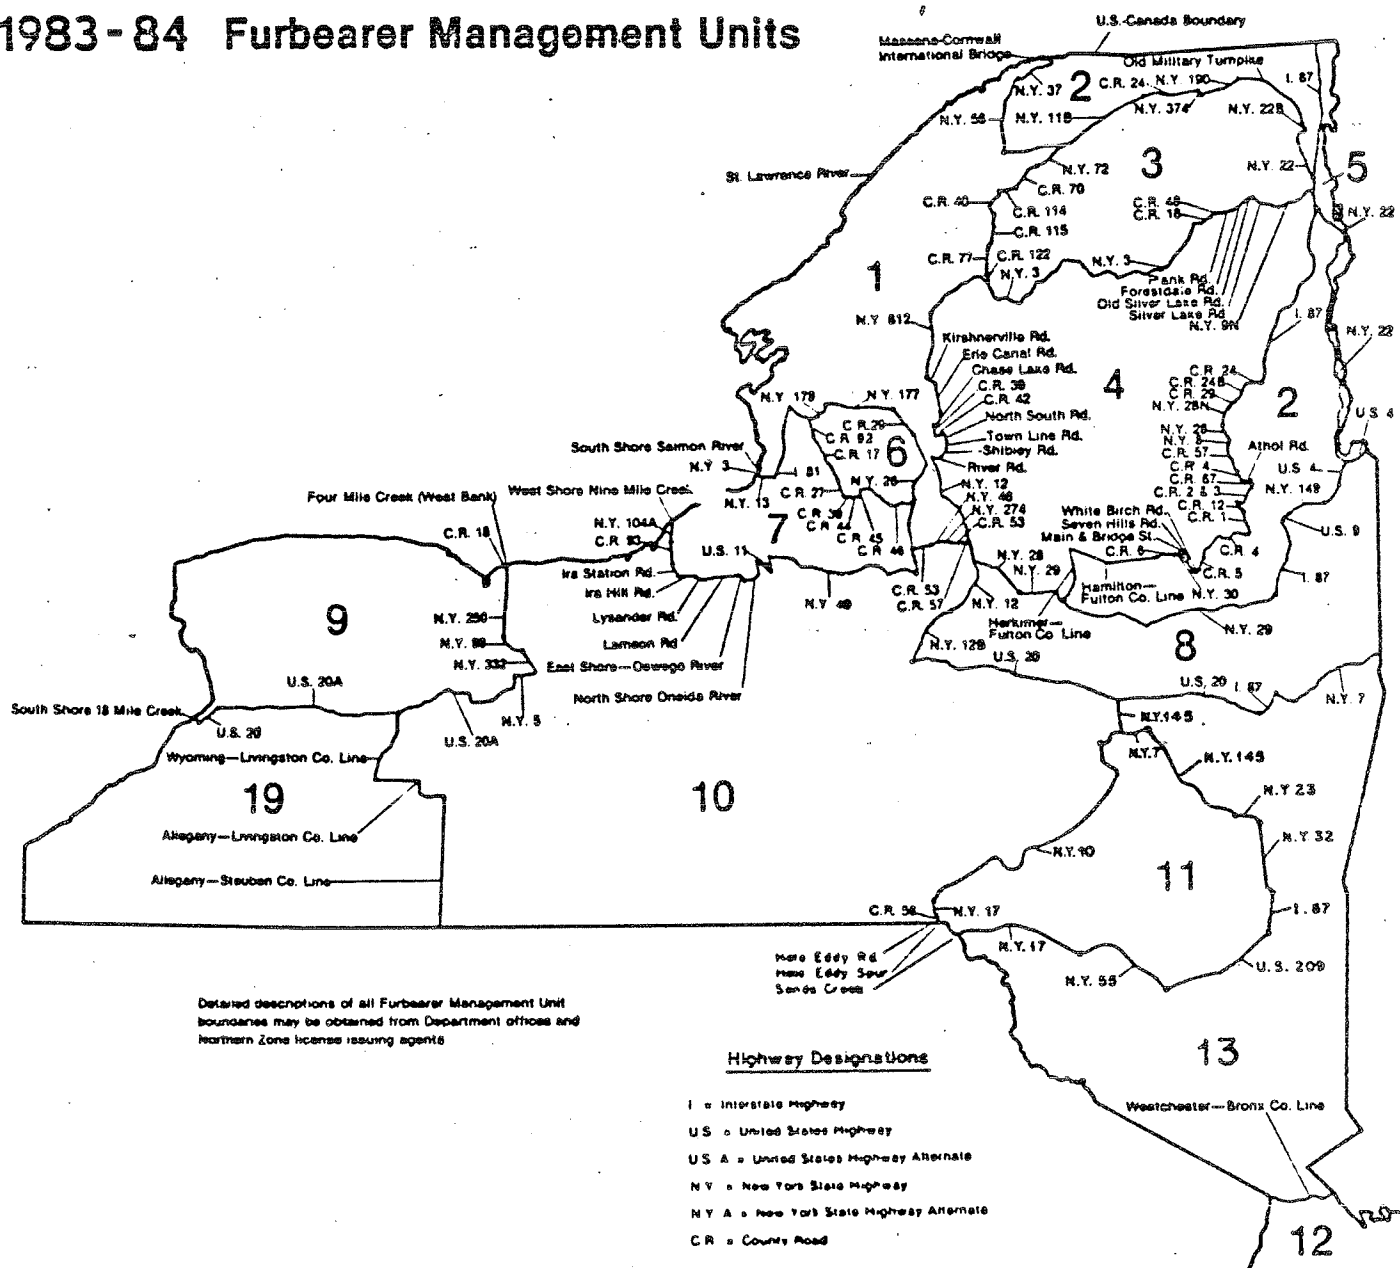 1983-84 Furbearer Management Units
U.S.-Canada Boundary
Massena-Cornwall
International Bridge
Old Military Turnpike
N.Y. 37
2
C.R. 24
N.Y. 190
I. 87
N.Y. 374
N.Y. 22B
N.Y. 56
N.Y. 11B
St. Lawrence River
N.Y. 72
3
N.Y. 22
5
C.R. 70
C.R. 40
C.R. 114
C.R. 48
C.R. 18
N.Y. 22
C.R. 115
C.R. 77
C.R. 122
N.Y. 3
N.Y. 3
1
Plank Rd.
Forestdale Rd.
Old Silver Lake Rd.
Silver Lake Rd
N.Y. 9N
I. 87
N.Y. 812
N.Y. 22
Kirshnerville Rd.
Erie Canal Rd.
Chase Lake Rd.
C.R. 39
C.R. 42
North South Rd.
Town Line Rd.
Shibley Rd.
River Rd.
4
C.R. 24
C.R. 24B
C.R. 29
N.Y. 28N
2
U.S. 4
N.Y. 28
N.Y. 8
C.R. 57
C.R. 4
C.R. 67
C.R. 2 & 3
C.R. 12
C.R. 1
Athol Rd.
U.S. 4
N.Y. 149
U.S. 9
N.Y. 179
N.Y. 177
C.R. 29
C.R. 92
C.R. 17
6
N.Y. 26
South Shore Salmon River
N.Y. 3
I. 81
N.Y. 13
C.R. 27
C.R. 39
C.R. 44
C.R. 45
C.R. 46
7
N.Y. 12
N.Y. 46
N.Y. 274
C.R. 53
White Birch Rd.
Seven Hills Rd.
Main & Bridge St.
C.R. 6
C.R. 4
C.R. 5
Four Mile Creek (West Bank)
West Shore Nine Mile Creek
C.R. 18
N.Y. 104A
C.R. 93
U.S. 11
Ira Station Rd.
Ira Hill Rd.
Lysander Rd.
Lamson Rd
East Shore-Oswego River
North Shore Oneida River
N.Y. 49
C.R. 53
C.R. 57
N.Y. 28
N.Y. 29
N.Y. 12
Hamilton-
Fulton Co. Line
N.Y. 30
I. 87
Herkimer-
Fulton Co Line
N.Y. 29
9
N.Y. 250
N.Y. 96
N.Y. 332
N.Y. 12B
U.S. 20
8
U.S. 20A
U.S. 20
I. 87
N.Y. 7
South Shore 18 Mile Creek
U.S. 20
N.Y. 5
U.S. 20A
N.Y.145
N.Y.7
N.Y.145
Wyoming-Livingston Co. Line
19
10
N.Y 23
Allegany-Livingston Co. Line
N.Y 32
N.Y.10
11
Allegany-Steuben Co. Line
C.R. 56
N.Y. 17
I. 87
N.Y. 17
Hale Eddy Rd.
Hale Eddy Spur
Sands Creek
N.Y. 55
U.S. 209
Detailed descriptions of all Furbearer Management Unit
boundaries may be obtained from Department offices and
Northern Zone license issuing agents
13
Highway Designations
I = Interstate Highway
U S = United States Highway
U S A = United States Highway Alternate
N Y = New York State Highway
N Y A = New York State Highway Alternate
C R = County Road
Westchester-Bronx Co. Line
12